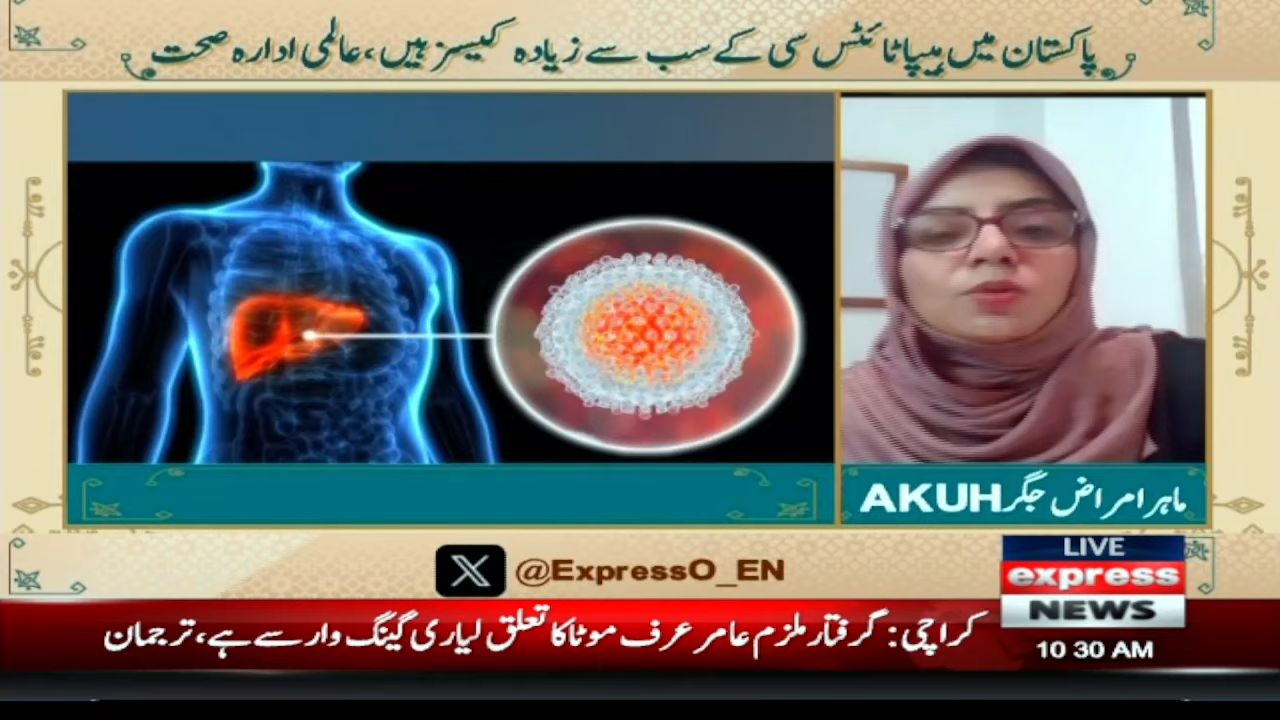 پاکستان میں ہیپاٹائٹس سی کے سب سے زیادہ کیسز ہیں، عالمی ادارہ صحت
ماہر امراض جگر AKUH
@ExpressO_EN
LIVE
express
NEWS
10 30 AM
کراچی: گرفتار ملزم عامر عرف موٹا کا تعلق لیاری گینگ وار سے ہے، ترجمان